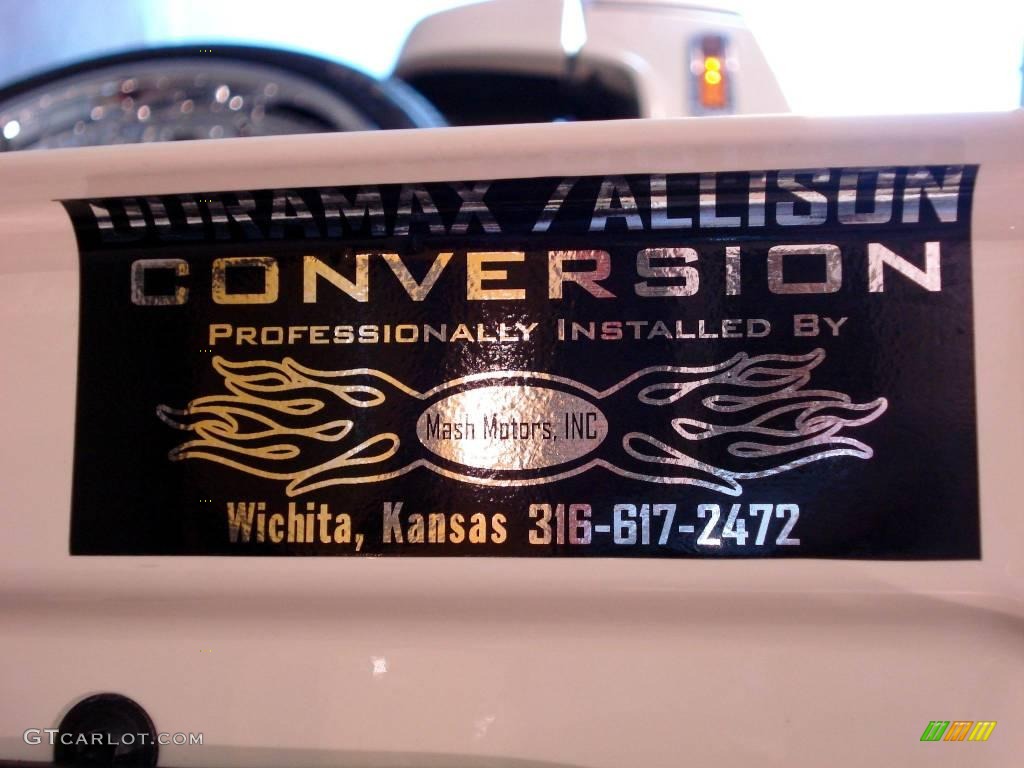 DURAMAX /ALLISON
CONVERSION
PROFESSIONALLY INSTALLED BY
Mash Motors, INC
Wichita, Kansas 316-617-2472
GTCARLOT.COM